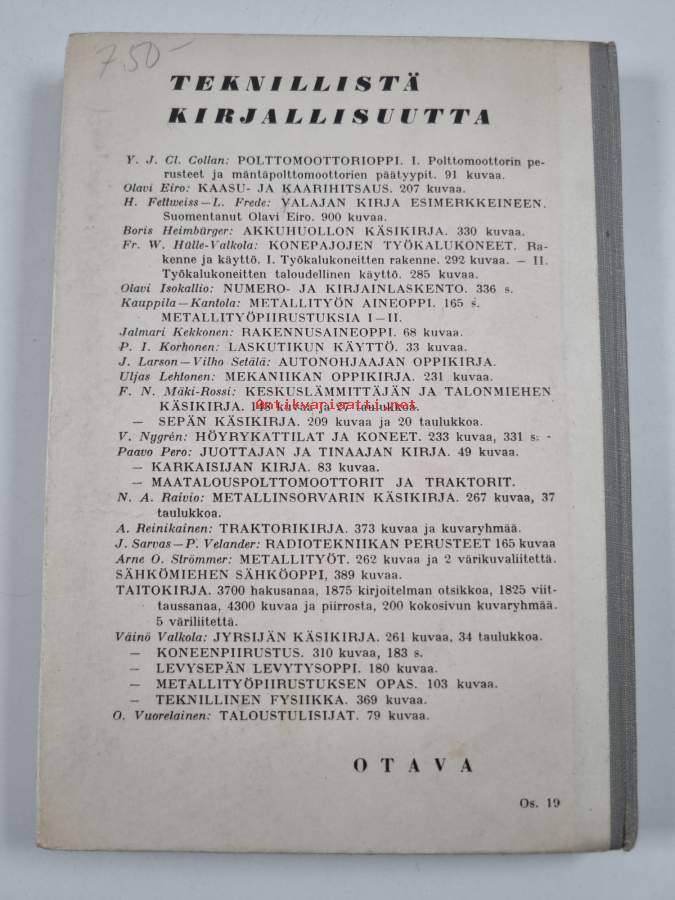 7.50-
TEKNILLISTÄ
KIRJALLISUUTTA
Y. J. Cl. Collan: POLTTOMOOTTORIOPPI. I. Polttomoottorin pe-
rusteet ja mäntäpolttomoottorien päätyypit. 91 kuvaa.
Olavi Eiro: KAASU- JA KAARIHITSAUS. 207 kuvaa.
H. Fettweiss—L. Frede: VALAJAN KIRJA ESIMERKKEINEEN.
Suomentanut Olavi Eiro. 900 kuvaa.
Boris Heimbürger: AKKUHUOLLON KÄSIKIRJA. 330 kuvaa.
Fr. W. Hülle-Valkola: KONEPAJOJEN TYÖKALUKONEET. Ra-
kenne ja käyttö. I. Työkalukoneitten rakenne. 292 kuvaa. — II.
Työkalukoneitten taloudellinen käyttö. 285 kuvaa.
Olavi Isokallio: NUMERO- JA KIRJAINLASKENTO. 336 s.
Kauppila—Kantola: METALLITYÖN AINEOPPI. 165 s.
METALLITYÖPIIRUSTUKSIA I—II.
Jalmari Kekkonen: RAKENNUSAINEOPPI. 68 kuvaa.
P. I. Korhonen: LASKUTIKUN KÄYTTÖ. 33 kuvaa.
J. Larson—Vilho Setälä: AUTONOHJAAJAN OPPIKIRJA.
Uljas Lehtonen: MEKANIIKAN OPPIKIRJA. 231 kuvaa.
F. N. Mäki-Rossi: KESKUSLÄMMITTÄJÄN JA TALONMIEHEN
KÄSIKIRJA. 148 kuvaa ja 27 taulukkoa.
Antikvapisatti.net
— SEPÄN KÄSIKIRJA. 209 kuvaa ja 20 taulukkoa.
V. Nygrén: HÖYRYKATTILAT JA KONEET. 233 kuvaa, 331 s.
Paavo Pero: JUOTTAJAN JA TINAAJAN KIRJA. 49 kuvaa.
— KARKAISIJAN KIRJA. 83 kuvaa.
— MAATALOUSPOLTTOMOOTTORIT JA TRAKTORIT.
N. A. Raivio: METALLINSORVARIN KÄSIKIRJA. 267 kuvaa, 37
taulukkoa.
A. Reinikainen: TRAKTORIKIRJA. 373 kuvaa ja kuvaryhmää.
J. Sarvas—P. Velander: RADIOTEKNIIKAN PERUSTEET 165 kuvaa
Arne O. Strömmer: METALLITYÖT. 262 kuvaa ja 2 värikuvaliitettä.
SÄHKÖMIEHEN SÄHKÖOPPI, 389 kuvaa.
TAITOKIRJA. 3700 hakusanaa, 1875 kirjoitelman otsikkoa, 1825 viit-
taussanaa, 4300 kuvaa ja piirrosta, 200 kokosivun kuvaryhmää.
5 väriliitettä.
Väinö Valkola: JYRSIJÄN KÄSIKIRJA. 261 kuvaa, 34 taulukkoa.
— KONEENPIIRUSTUS. 310 kuvaa, 183 s.
— LEVYSEPÄN LEVYTYSOPPI. 180 kuvaa.
— METALLITYÖPIIRUSTUKSEN OPAS. 103 kuvaa.
— TEKNILLINEN FYSIIKKA. 369 kuvaa.
O. Vuorelainen: TALOUSTULISIJAT. 79 kuvaa.
OTAVA
Os. 19